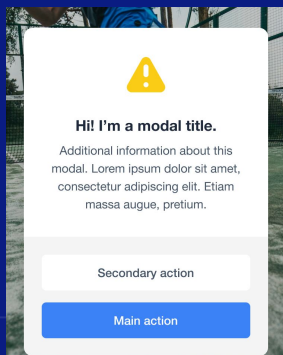 Hi! I’m a modal title.
Additional information about this
modal. Lorem ipsum dolor sit amet,
consectetur adipiscing elit. Etiam
massa augue, pretium.
Secondary action
Main action